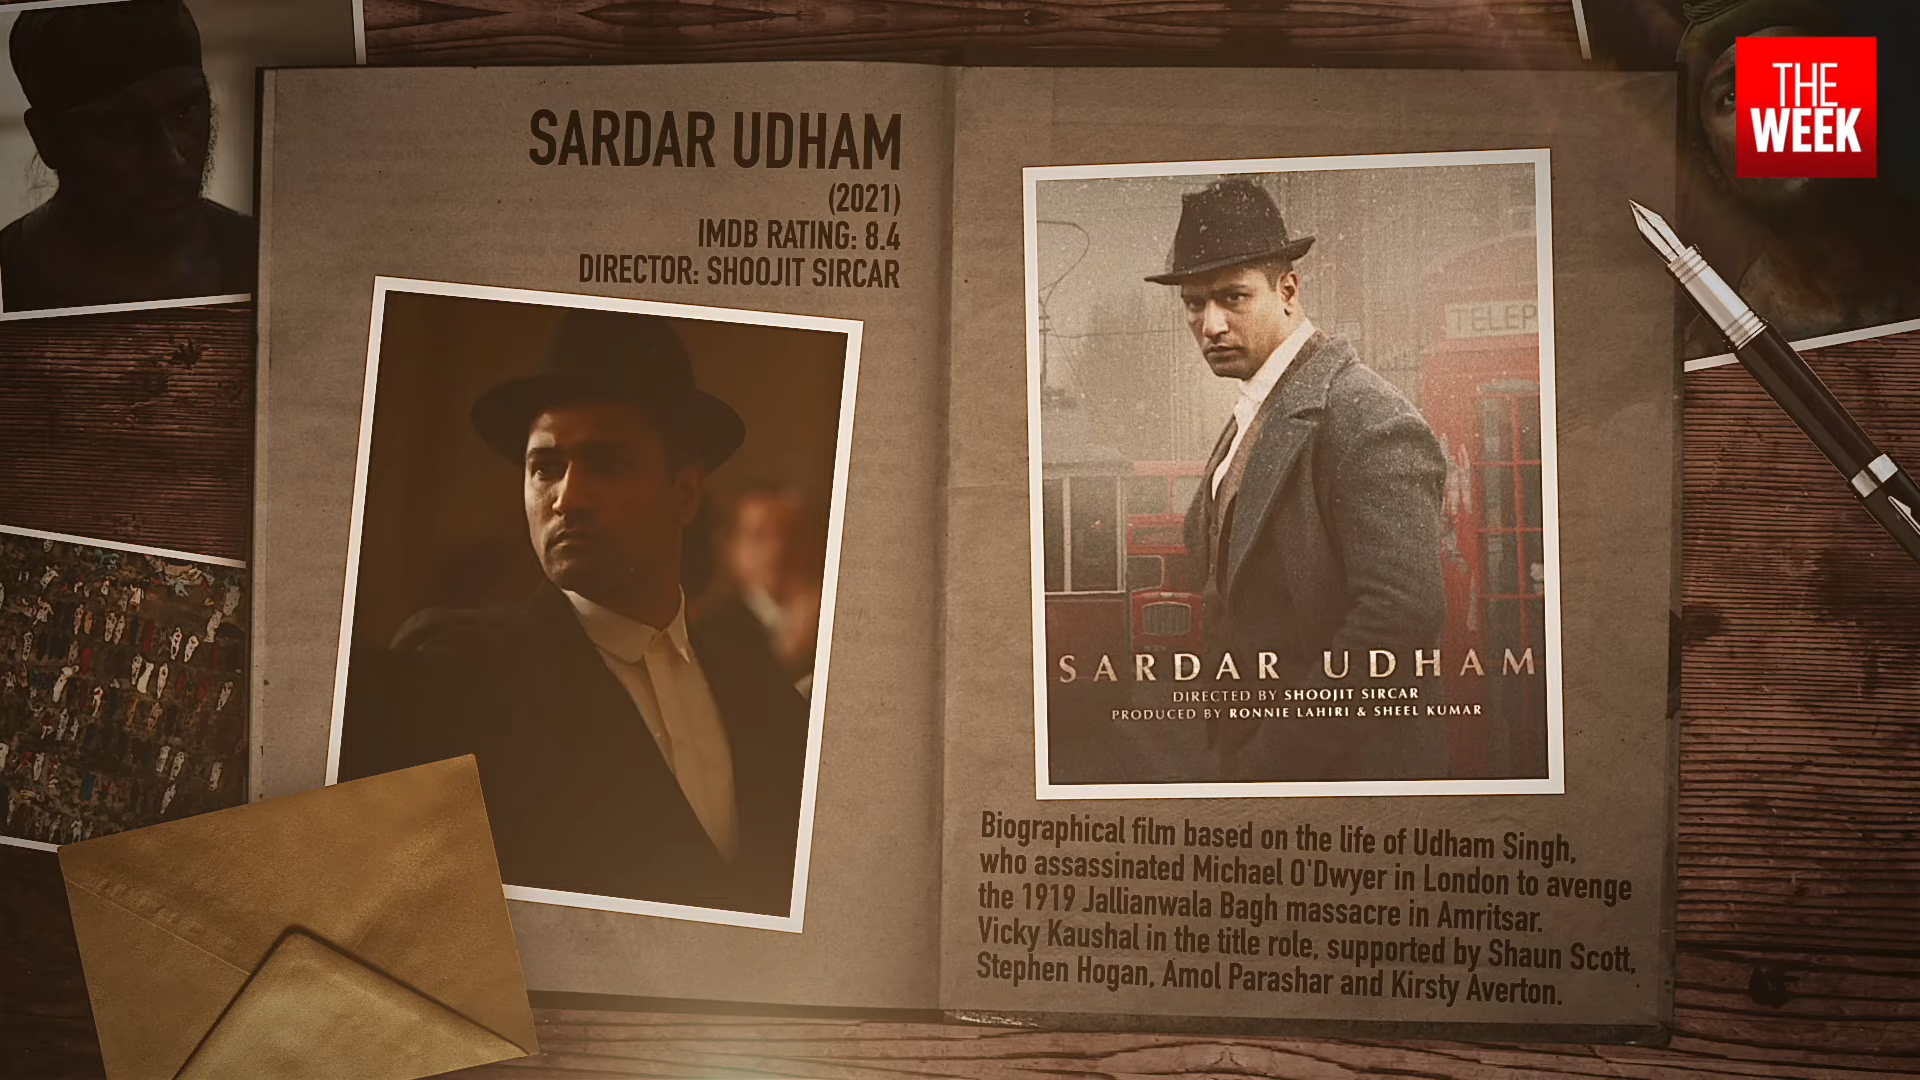 SARDAR UDHAM
(2021)
IMDB RATING: 8.4
DIRECTOR: SHOOJIT SIRCAR
THE
WEEK
TELEP
SARDAR UDHAM
DIRECTED BY SHOOJIT SIRCAR
PRODUCED BY RONNIE LAHIRI & SHEEL KUMAR
Biographical film based on the life of Udham Singh,
who assassinated Michael O'Dwyer in London to avenge
the 1919 Jallianwala Bagh massacre in Amritsar.
Vicky Kaushal in the title role, supported by Shaun Scott,
Stephen Hogan, Amol Parashar and Kirsty Averton.